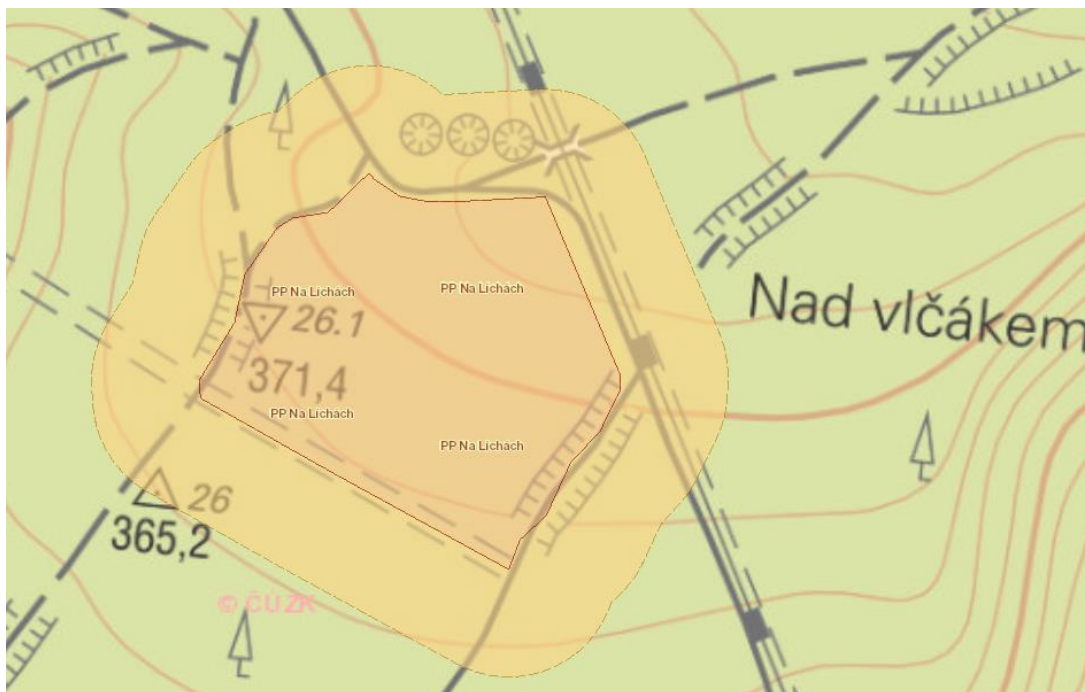 PP Na Lichách
PP Na Lichách
26.1
Nad vlčákem
371,4
PP Na Lichách
PP Na Lichách
26
365,2
© ČÚZK